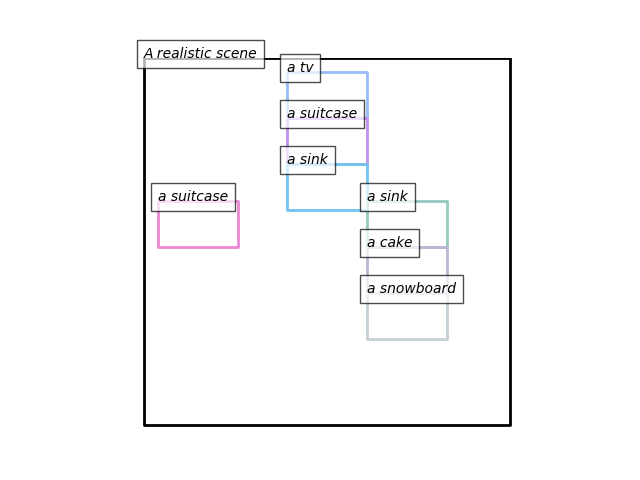 A realistic scene
a tv
a suitcase
a sink
a suitcase
a sink
a cake
a snowboard